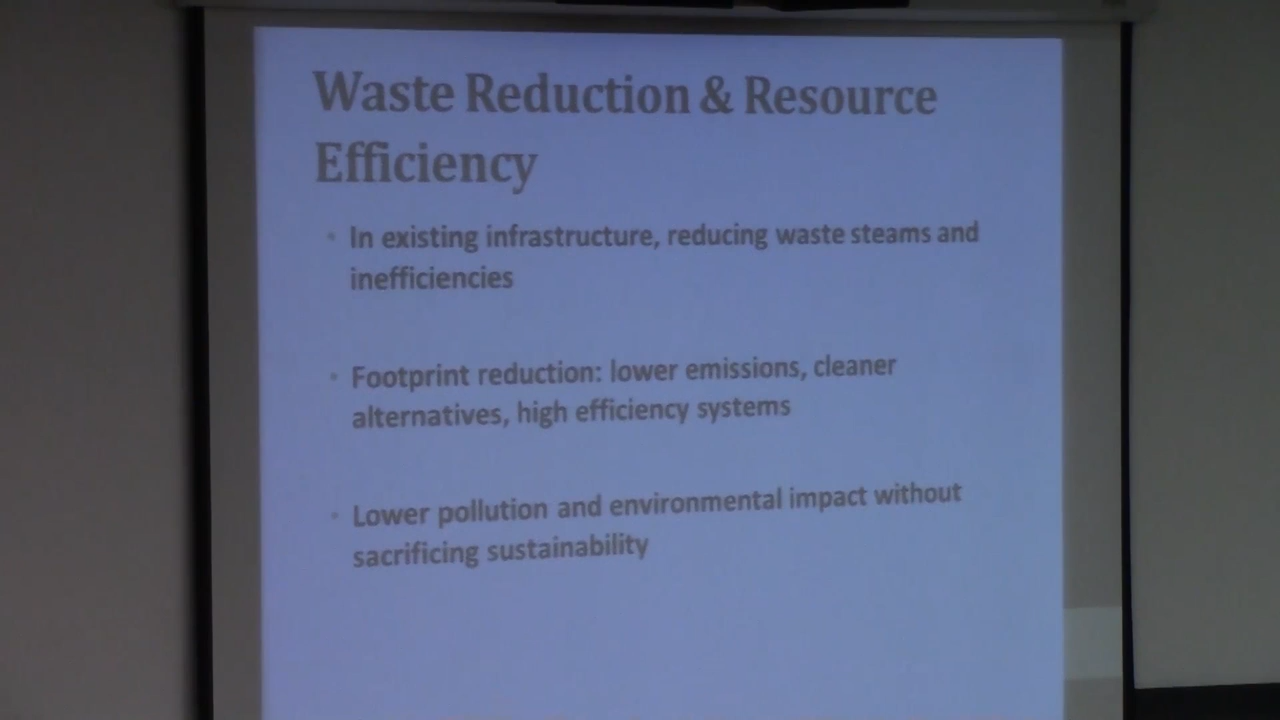 Waste Reduction & Resource
Efficiency
• In existing infrastructure, reducing waste steams and
inefficiencies
• Footprint reduction: lower emissions, cleaner
alternatives, high efficiency systems
• Lower pollution and environmental impact without
sacrificing sustainability